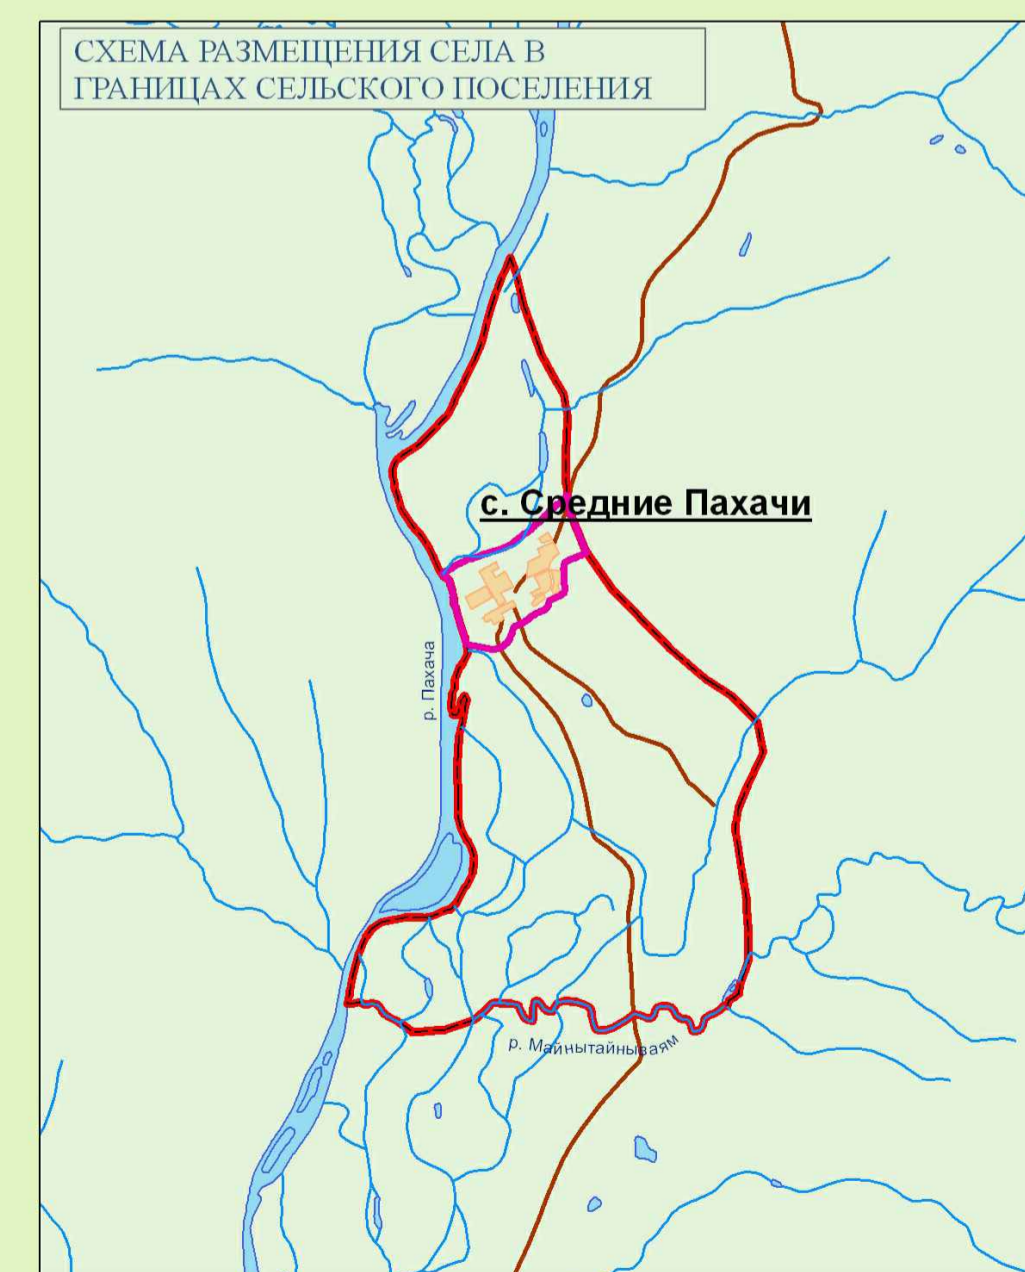 СХЕМА РАЗМЕЩЕНИЯ СЕЛА В
ГРАНИЦАХ СЕЛЬСКОГО ПОСЕЛЕНИЯ
с. Средние Пахачи
р. Пахача
р. Майнытайнываям